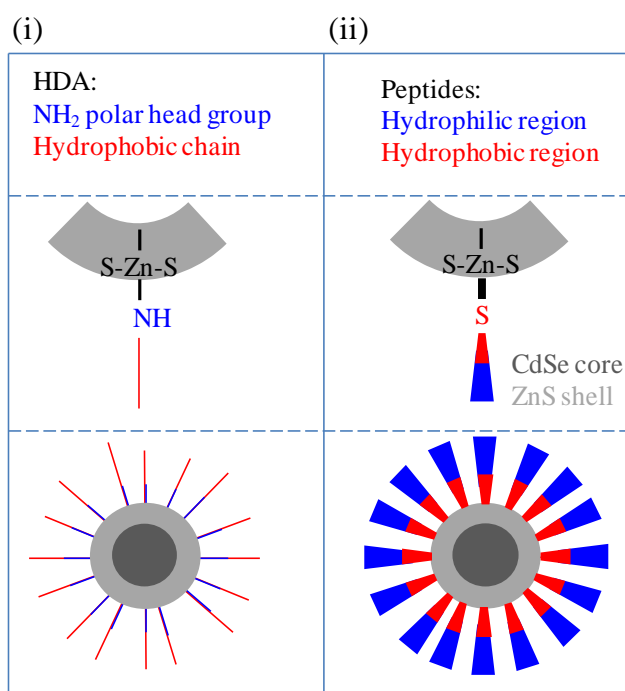 (i)
HDA:
NH₂ polar head group
Hydrophobic chain
S-Zn-S
NH
(ii)
Peptides:
Hydrophilic region
Hydrophobic region
S-Zn-S
S
CdSe core
ZnS shell